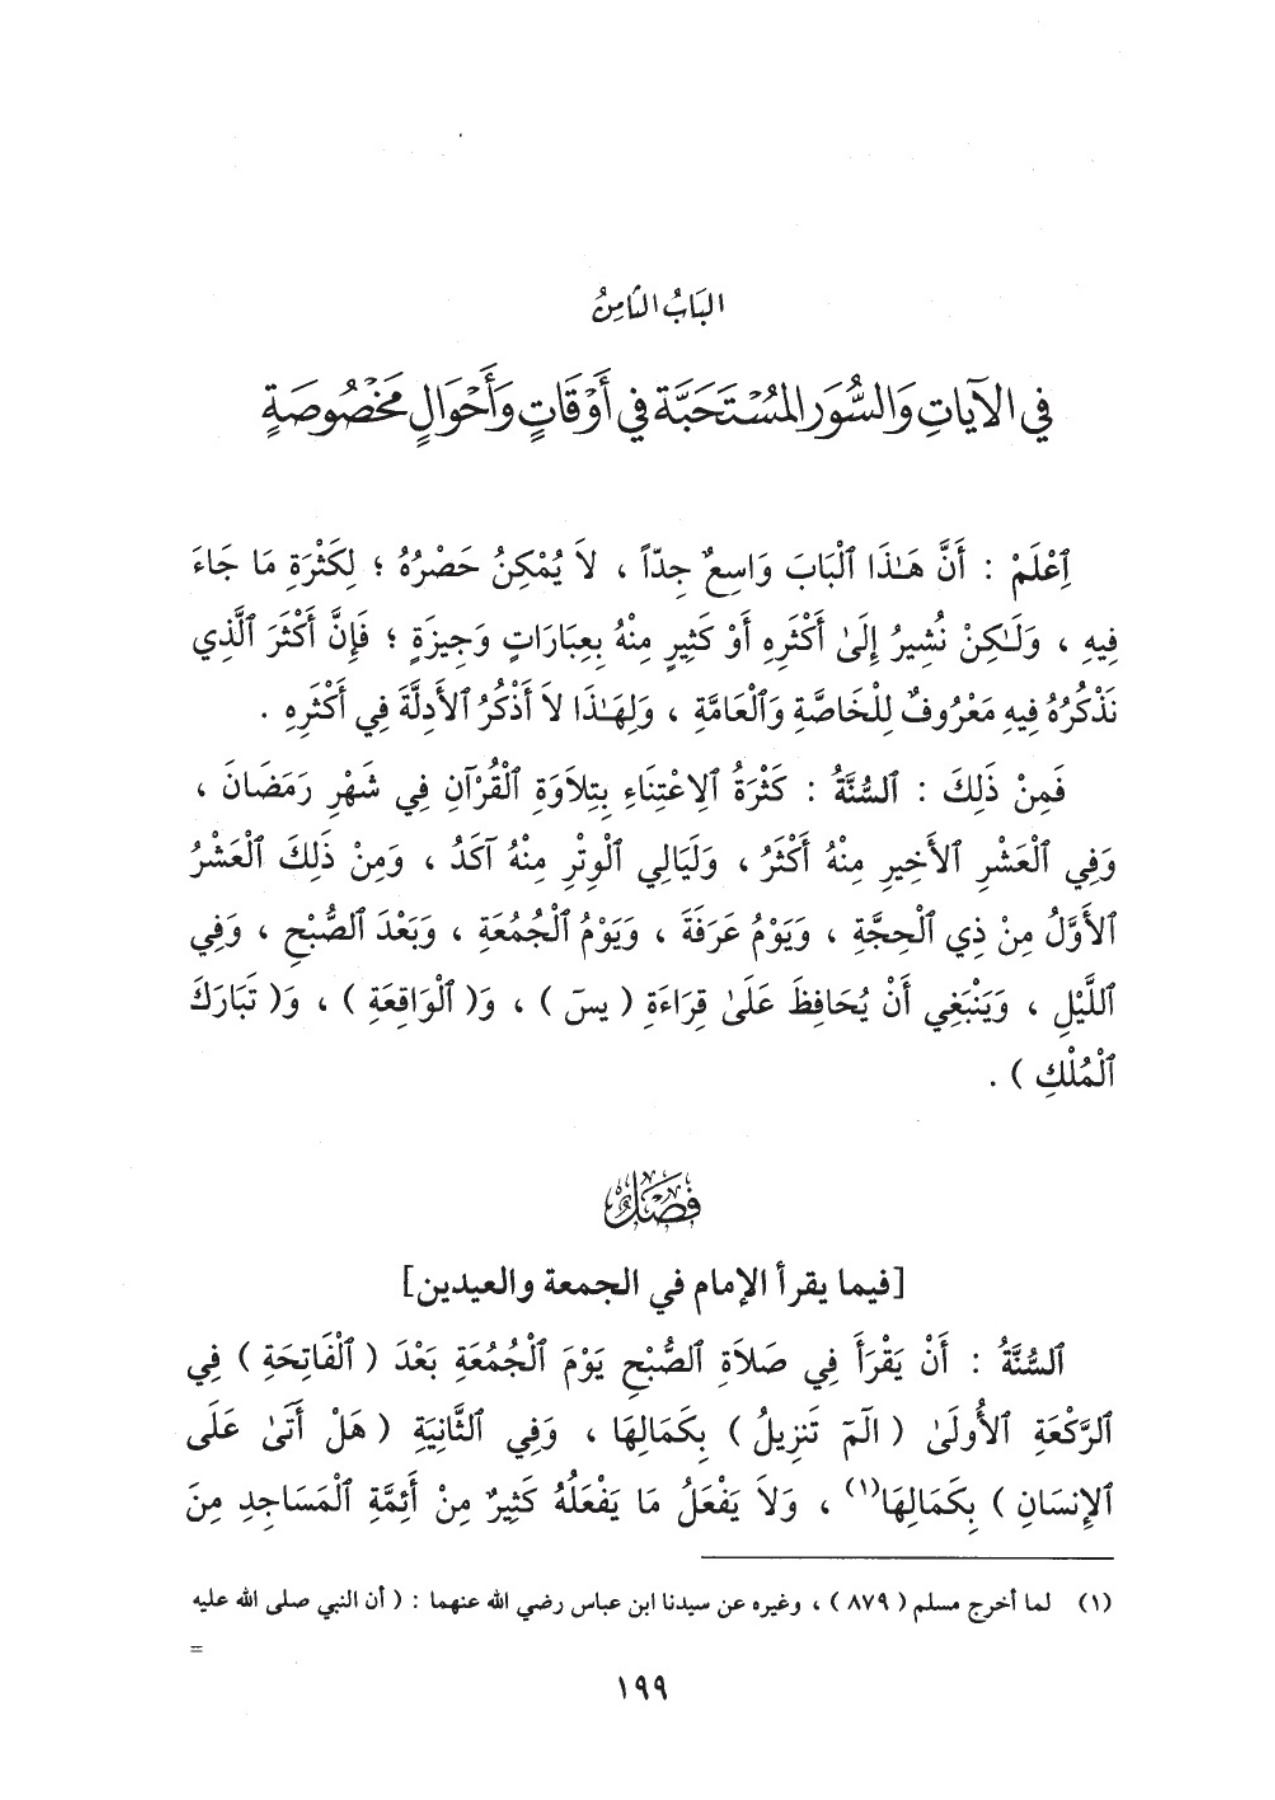 البَابُ الثَّامِنُ
فِي الآيَاتِ وَالسُّوَرِ المُسْتَحَبَّةِ فِي أَوْقَاتٍ وَأَحْوَالٍ مَخْصُوصَةٍ
اِعْلَمْ : أَنَّ هَـٰذَا ٱلْبَابَ وَاسِعٌ جِدّاً ، لاَ يُمْكِنُ حَصْرُهُ ؛ لِكَثْرَةِ مَا جَاءَ
فِيهِ ، وَلَـٰكِنْ نُشِيرُ إِلَىٰ أَكْثَرِهِ أَوْ كَثِيرٍ مِنْهُ بِعِبَارَاتٍ وَجِيزَةٍ ؛ فَإِنَّ أَكْثَرَ ٱلَّذِي
نَذْكُرُهُ فِيهِ مَعْرُوفٌ لِلْخَاصَّةِ وَٱلْعَامَّةِ ، وَلِهَـٰذَا لاَ أَذْكُرُ ٱلأَدِلَّةَ فِي أَكْثَرِهِ .
فَمِنْ ذَلِكَ : ٱلسُّنَّةُ : كَثْرَةُ ٱلِاعْتِنَاءِ بِتِلاَوَةِ ٱلْقُرْآنِ فِي شَهْرِ رَمَضَانَ ،
وَفِي ٱلْعَشْرِ ٱلأَخِيرِ مِنْهُ أَكْثَرُ ، وَلَيَالِي ٱلْوِتْرِ مِنْهُ آكَدُ ، وَمِنْ ذَلِكَ ٱلْعَشْرُ
ٱلأَوَّلُ مِنْ ذِي ٱلْحِجَّةِ ، وَيَوْمُ عَرَفَةَ ، وَيَوْمُ ٱلْجُمُعَةِ ، وَبَعْدَ ٱلصُّبْحِ ، وَفِي
ٱللَّيْلِ ، وَيَنْبَغِي أَنْ يُحَافِظَ عَلَىٰ قِرَاءَةِ ( يسۤ ) ، وَ( ٱلْوَاقِعَةِ ) ، وَ( تَبَارَكَ
ٱلْمُلْكِ ) .
فَصْلٌ
[فيما يقرأ الإمام في الجمعة والعيدين]
ٱلسُّنَّةُ : أَنْ يَقْرَأَ فِي صَلاَةِ ٱلصُّبْحِ يَوْمَ ٱلْجُمُعَةِ بَعْدَ ( ٱلْفَاتِحَةِ ) فِي
ٱلرَّكْعَةِ ٱلأُولَىٰ ( الۤمۤ تَنزِيلُ ) بِكَمَالِهَا ، وَفِي ٱلثَّانِيَةِ ( هَلْ أَتَىٰ عَلَى
ٱلإِنسَانِ ) بِكَمَالِهَا(١) ، وَلاَ يَفْعَلُ مَا يَفْعَلُهُ كَثِيرٌ مِنْ أَئِمَّةِ ٱلْمَسَاجِدِ مِنَ
(١) لما أخرج مسلم ( ٨٧٩ ) ، وغيره عن سيدنا ابن عباس رضي الله عنهما : ( أن النبي صلى الله عليه
=
١٩٩